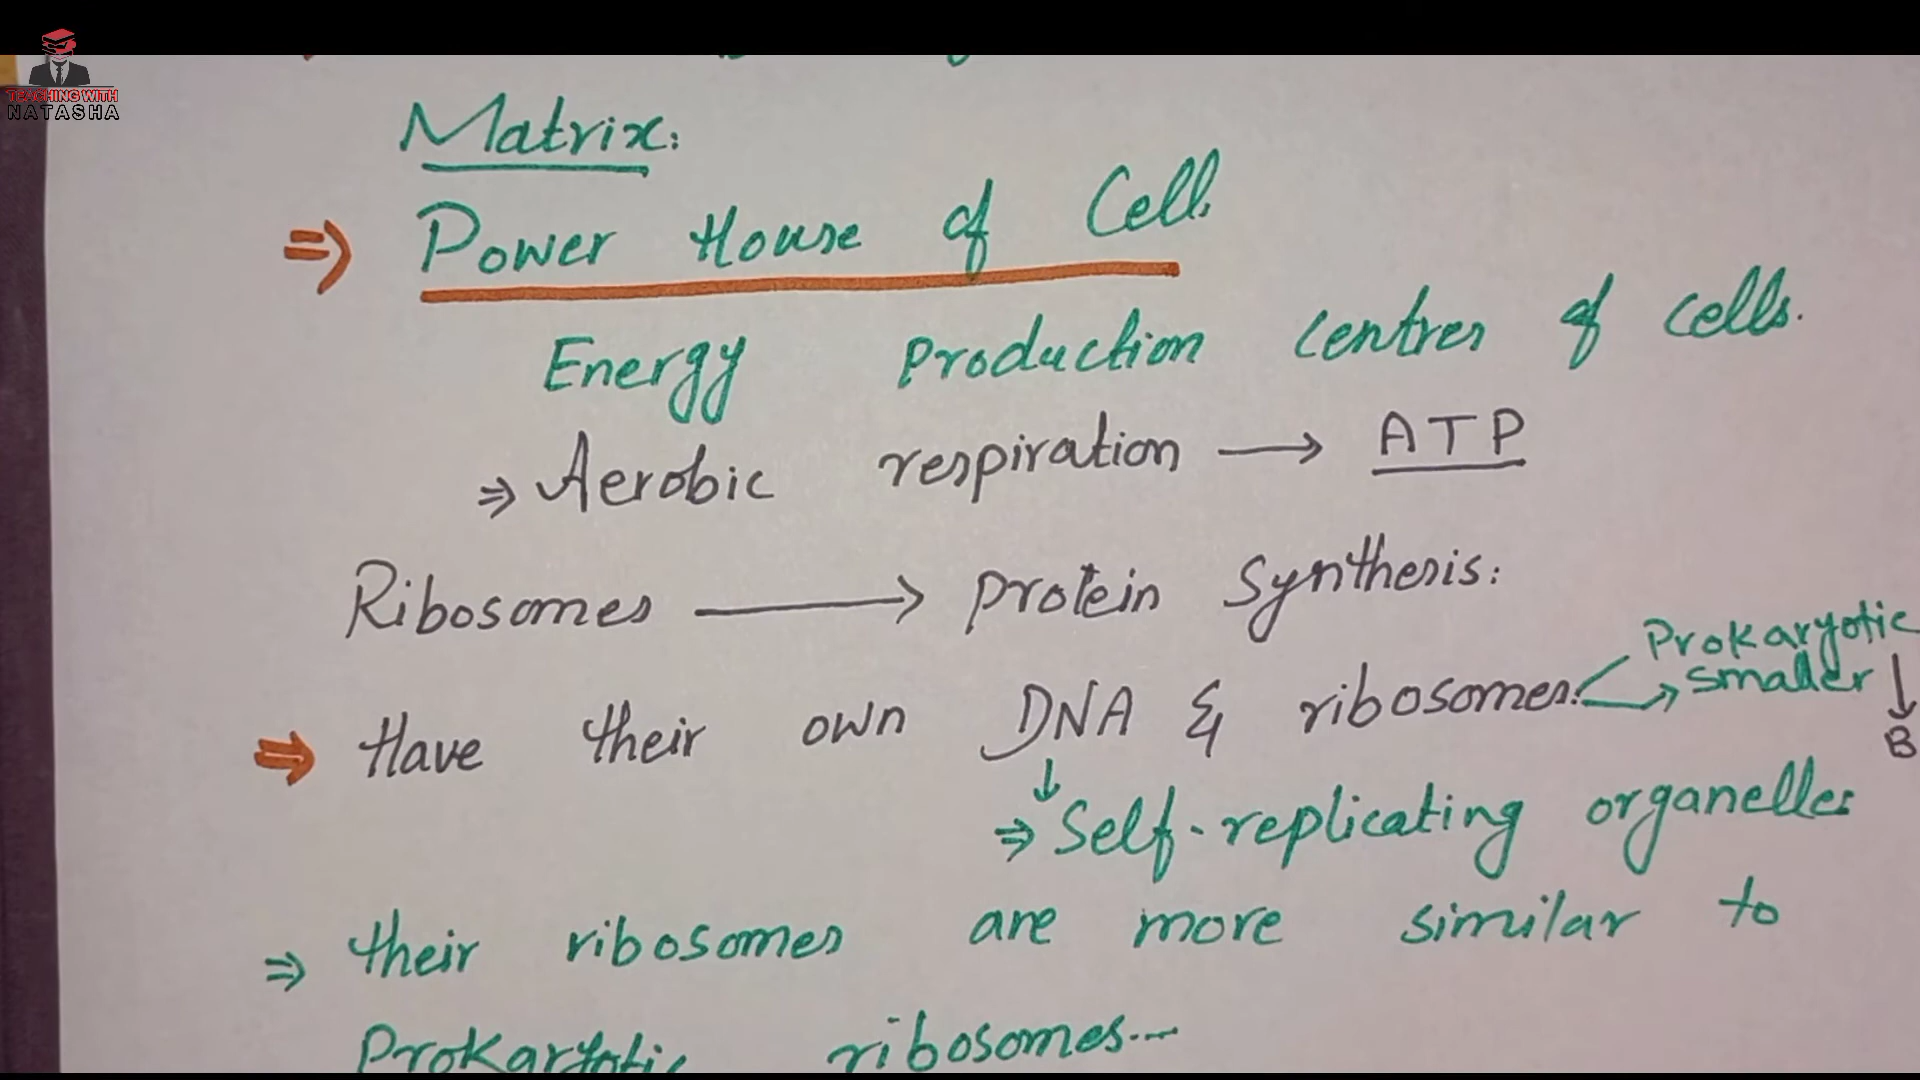 TEACHING WITH
NATASHA
Matrix:
⇒ Power House of Cell.
Energy Production Centres of cells.
⇒ Aerobic respiration → ATP
Ribosomes → Protein Synthesis:
Prokaryotic
smaller
⇒ Have their own DNA & ribosomes.
B
⇒ Self-replicating organelles
⇒ their ribosomes are more similar to
Prokaryotic ribosomes...